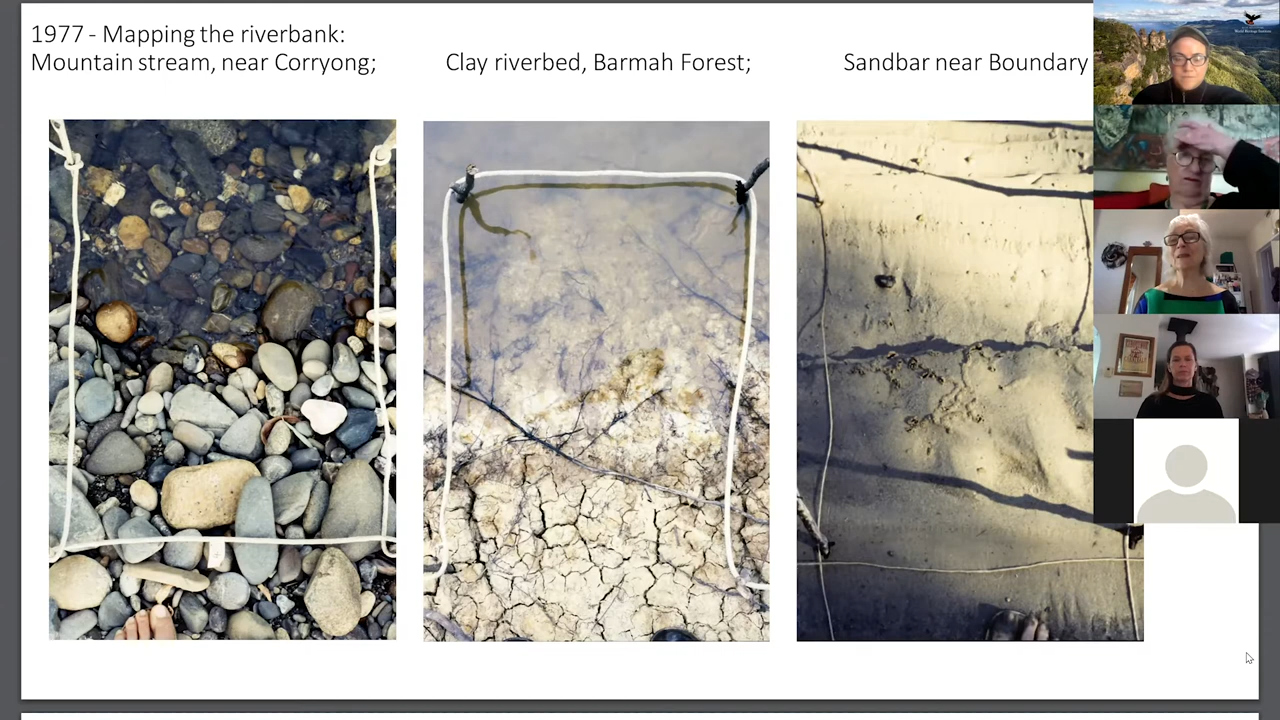 1977 - Mapping the riverbank:
Mountain stream, near Corryong;
Clay riverbed, Barmah Forest;
Sandbar near Boundary